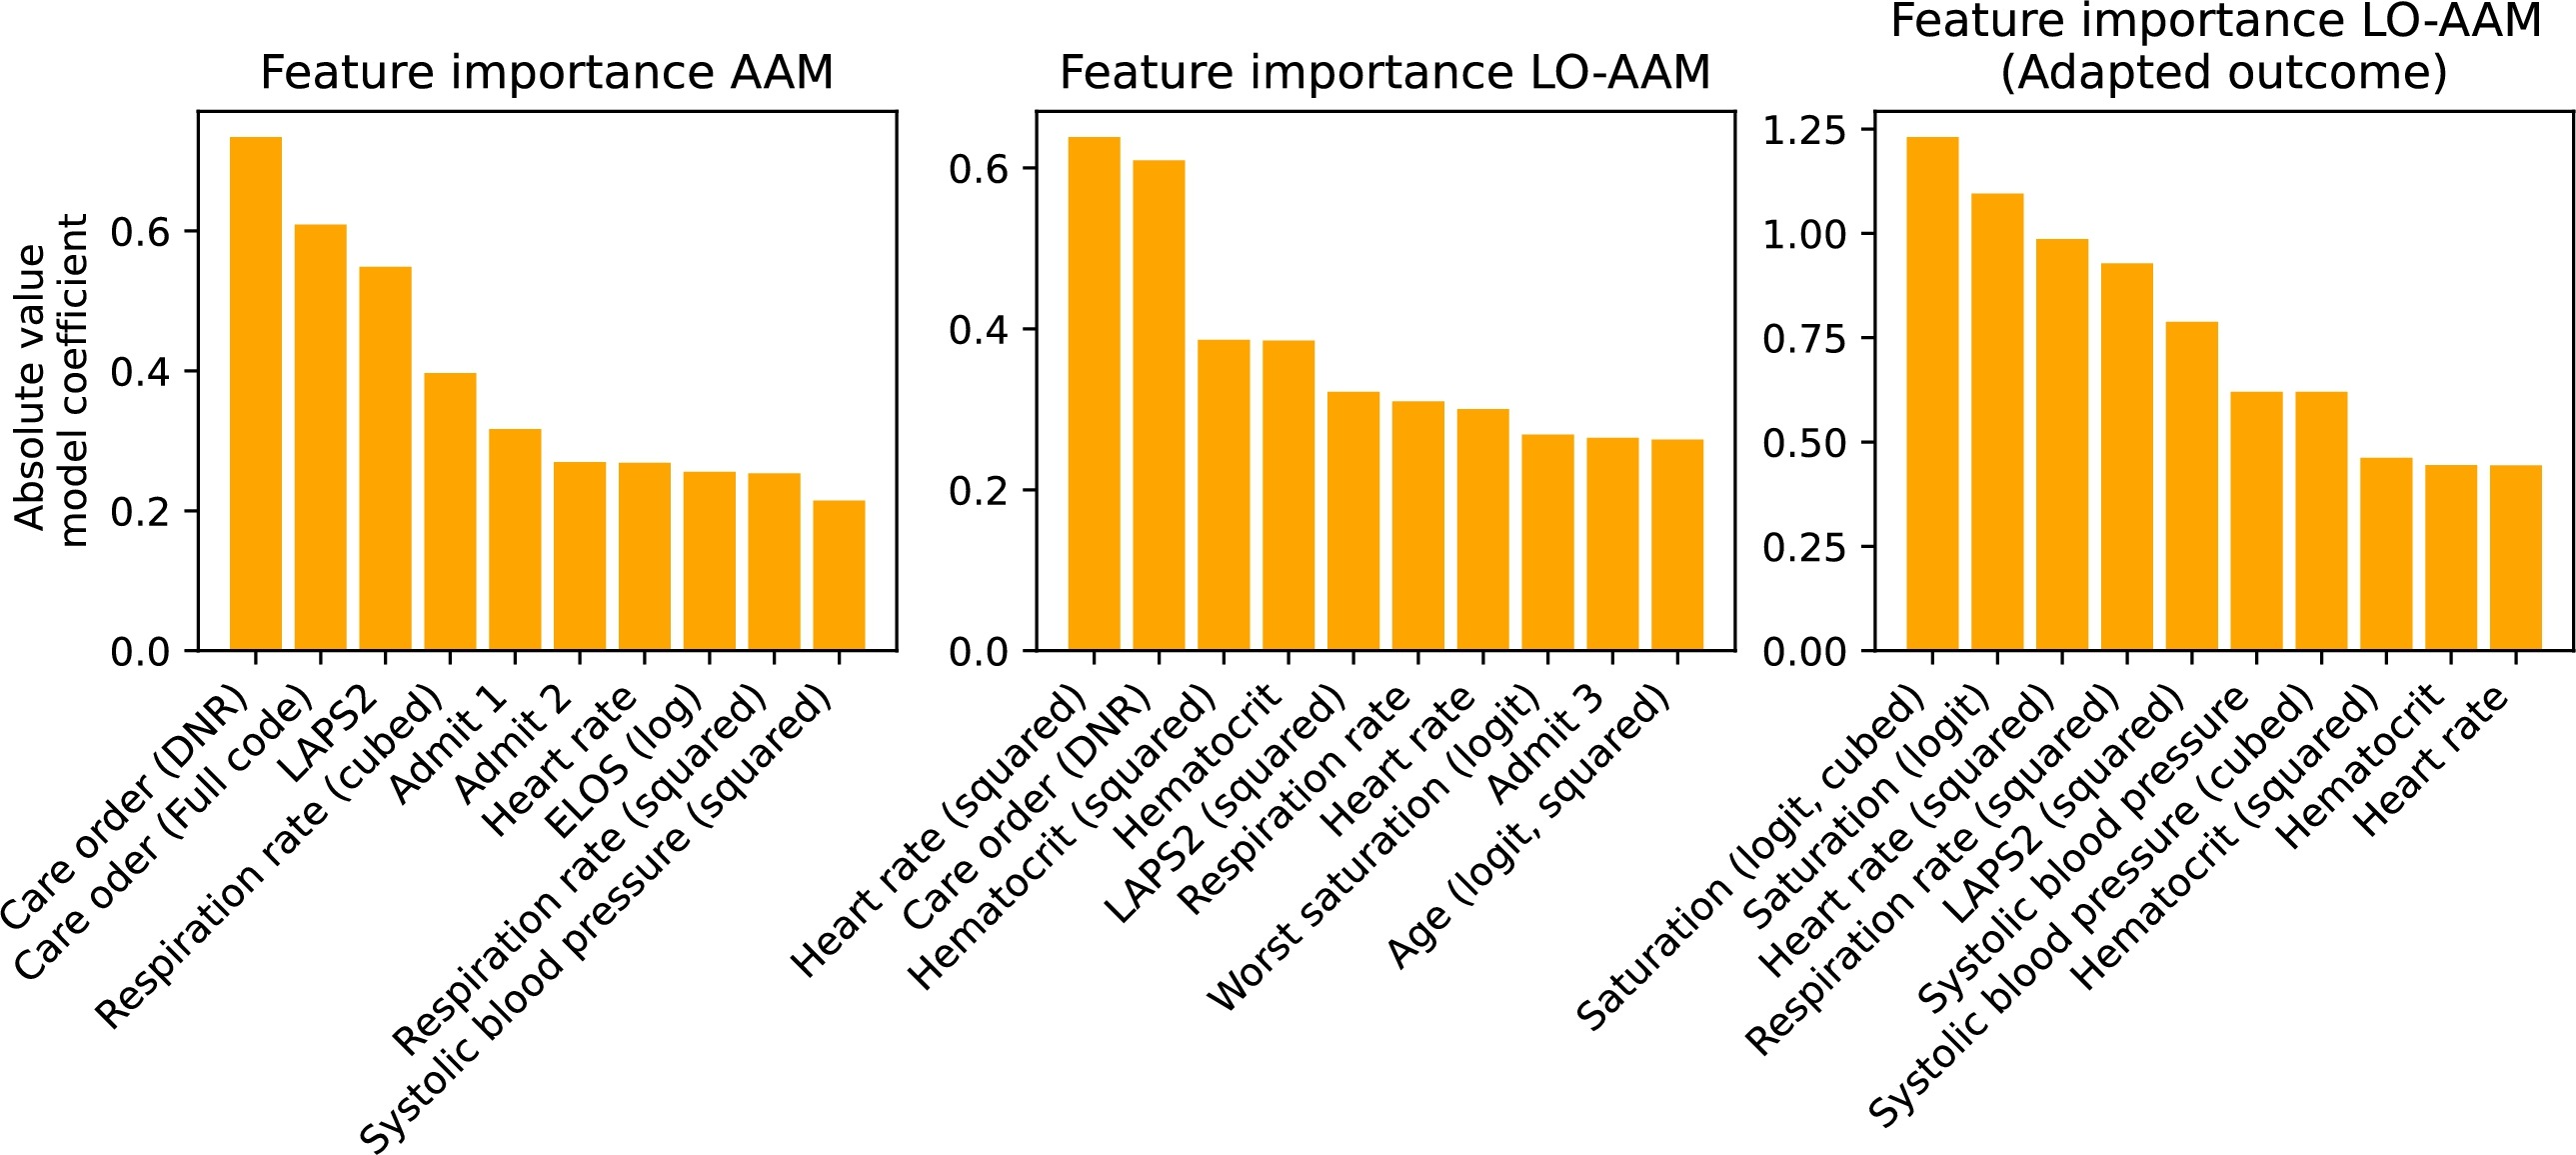 Feature importance AAM
Absolute value
model coefficient
0.6
0.4
0.2
0.0
Care order (DNR)
Care oder (Full code)
LAPS2
Respiration rate (cubed)
Admit 1
Admit 2
Heart rate
ELOS (log)
Respiration rate (squared)
Systolic blood pressure (squared)
Feature importance LO-AAM
0.6
0.4
0.2
0.0
Heart rate (squared)
Care order (DNR)
Hematocrit (squared)
Hematocrit
LAPS2 (squared)
Respiration rate
Heart rate
Worst saturation (logit)
Admit 3
Age (logit, squared)
Feature importance LO-AAM
(Adapted outcome)
1.25
1.00
0.75
0.50
0.25
0.00
Saturation (logit, cubed)
Saturation (logit)
Heart rate (squared)
Respiration rate (squared)
LAPS2 (squared)
Systolic blood pressure
Systolic blood pressure (cubed)
Hematocrit (squared)
Hematocrit
Heart rate